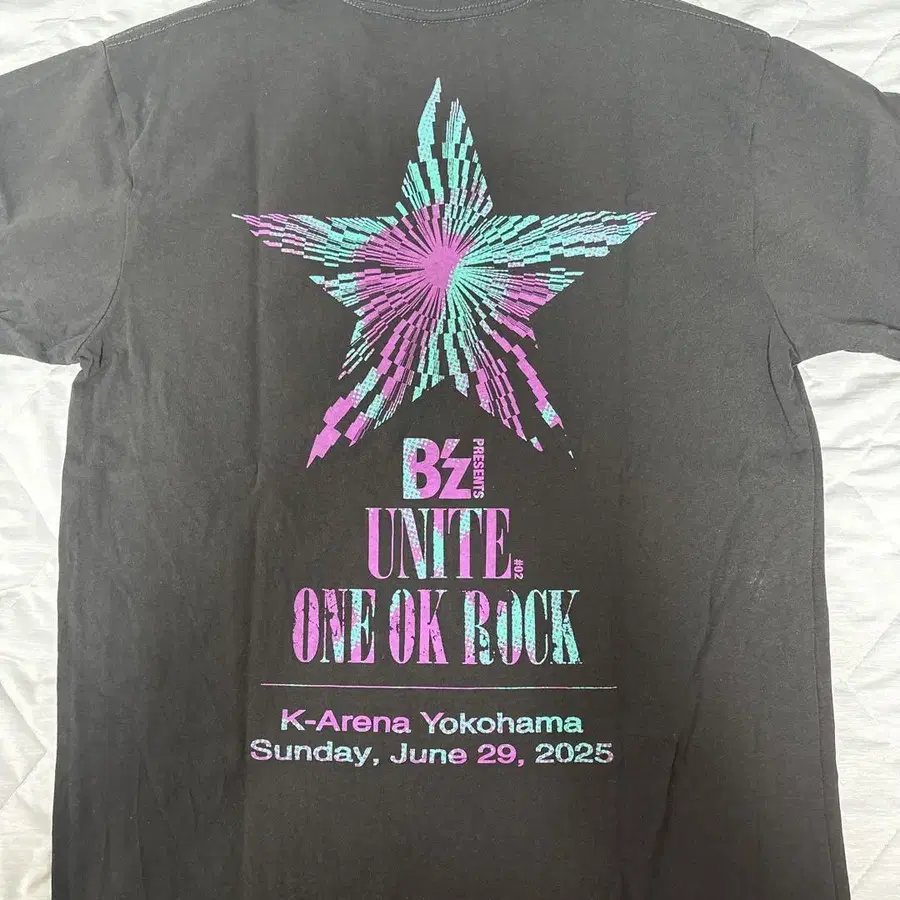 B'z PRESENTS
UNITE #02
ONE OK ROCK
K-Arena Yokohama
Sunday, June 29, 2025